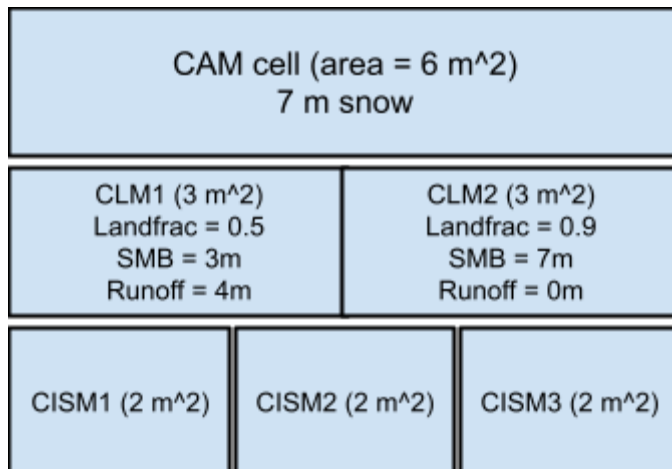 CAM cell (area = 6 m^2)
7 m snow
CLM1 (3 m^2)
Landfrac = 0.5
SMB = 3m
Runoff = 4m
CLM2 (3 m^2)
Landfrac = 0.9
SMB = 7m
Runoff = 0m
CISM1 (2 m^2)
CISM2 (2 m^2)
CISM3 (2 m^2)